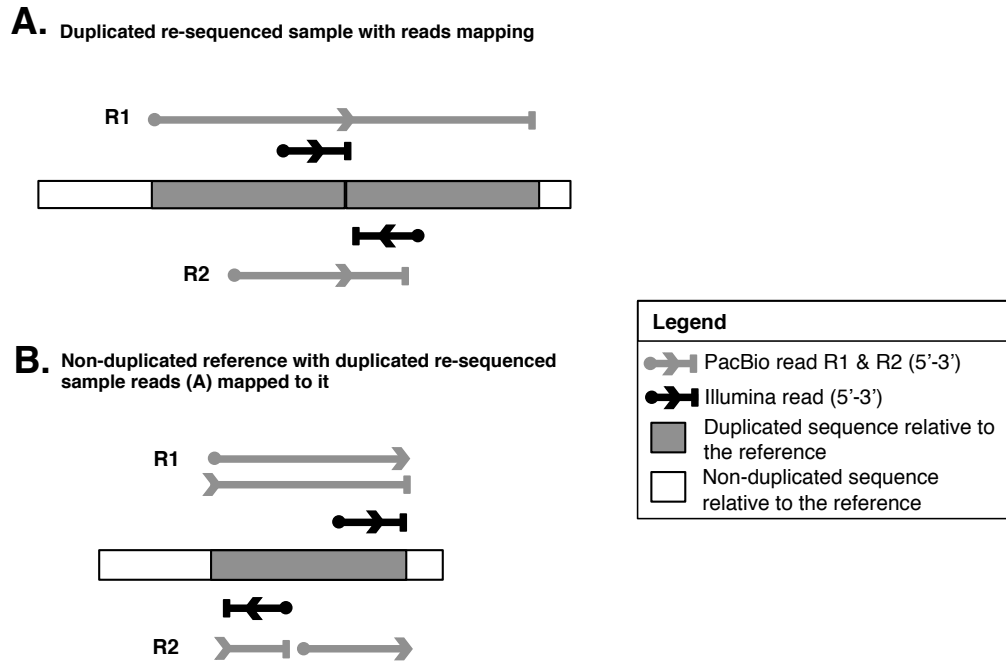 A. Duplicated re-sequenced sample with reads mapping
R1
R2
B. Non-duplicated reference with duplicated re-sequenced
sample reads (A) mapped to it
R1
R2
Legend
PacBio read R1 & R2 (5'-3')
Illumina read (5'-3')
Duplicated sequence relative to
the reference
Non-duplicated sequence
relative to the reference